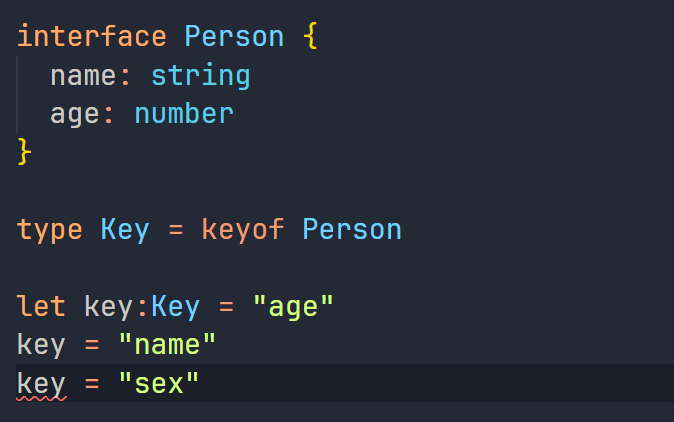 interface Person {
  name: string
  age: number
}
type Key = keyof Person
let key:Key = "age"
key = "name"
key = "sex"